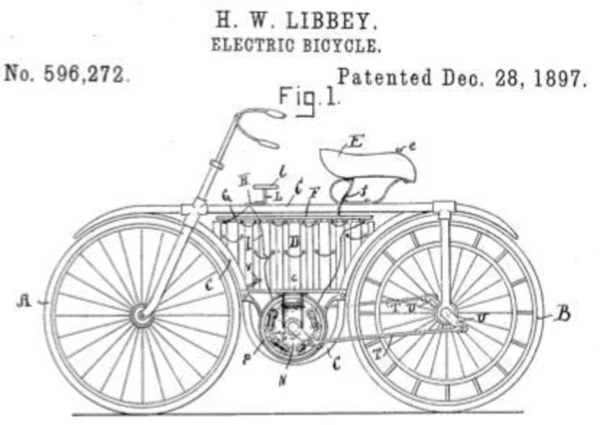 H. W. LIBBEY.
ELECTRIC BICYCLE.
No. 596,272.
Patented Dec. 28, 1897.
Fig. 1.
E
e
H
l
L
C
G
F
f
D
C
c
A
B
T
U
U
T
P
N
C